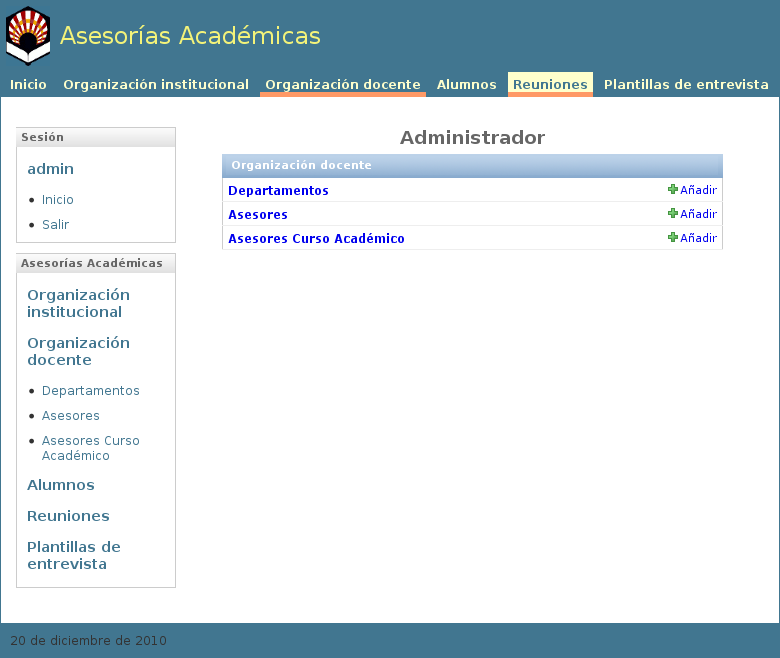 Asesorías Académicas
Inicio Organización institucional Organización docente Alumnos Reuniones Plantillas de entrevista
Sesión
admin
Inicio
Salir
Asesorías Académicas
Organización
institucional
Organización
docente
Departamentos
Asesores
Asesores Curso
Académico
Alumnos
Reuniones
Plantillas de
entrevista
Administrador
Organización docente
Departamentos Añadir
Asesores Añadir
Asesores Curso Académico Añadir
20 de diciembre de 2010